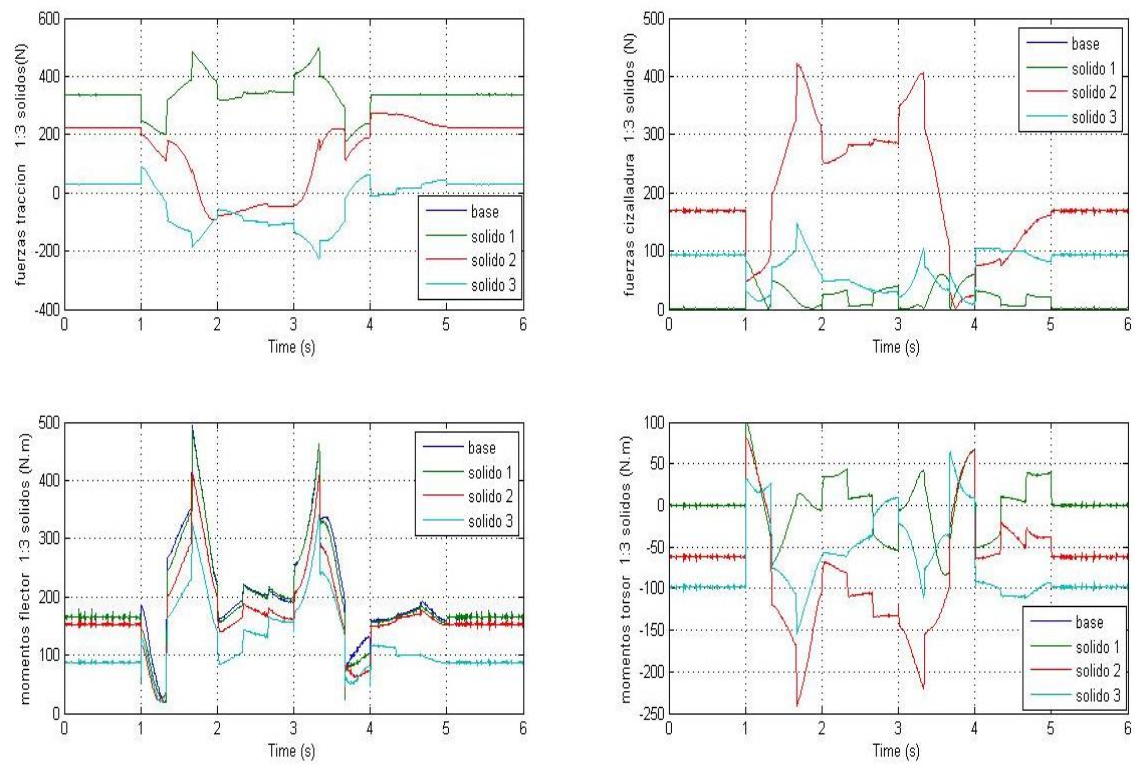 fuerzas traccion 1:3 solidos(N)
600
400
200
0
-200
-400
0 1 2 3 4 5 6
Time (s)
base
solido 1
solido 2
solido 3
fuerzas cizalladura 1:3 solidos (N)
500
400
300
200
100
0
0 1 2 3 4 5 6
Time (s)
base
solido 1
solido 2
solido 3
momentos flector 1:3 solidos (N.m)
500
400
300
200
100
0
0 1 2 3 4 5 6
Time (s)
base
solido 1
solido 2
solido 3
momentos torsor 1:3 solidos (N.m)
100
50
0
-50
-100
-150
-200
-250
0 1 2 3 4 5 6
Time (s)
base
solido 1
solido 2
solido 3